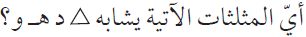 أيّ المثلثات الآتية يشابه △ د هـ و؟